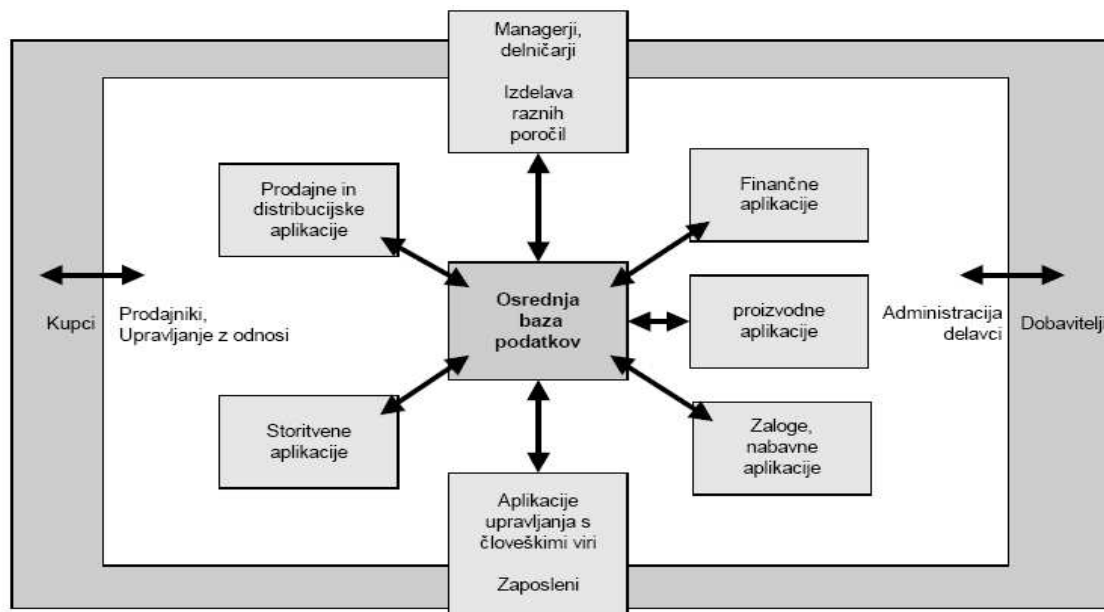 Managerji,
delničarji
Izdelava
raznih
poročil
Prodajne in
distribucijske
aplikacije
Finančne
aplikacije
Kupci
Prodajniki,
Upravljanje z odnosi
Osrednja
baza
podatkov
proizvodne
aplikacije
Administracija
delavci
Dobavitelji
Storitvene
aplikacije
Zaloge,
nabavne
aplikacije
Aplikacije
upravljanja s
človeškimi viri
Zaposleni